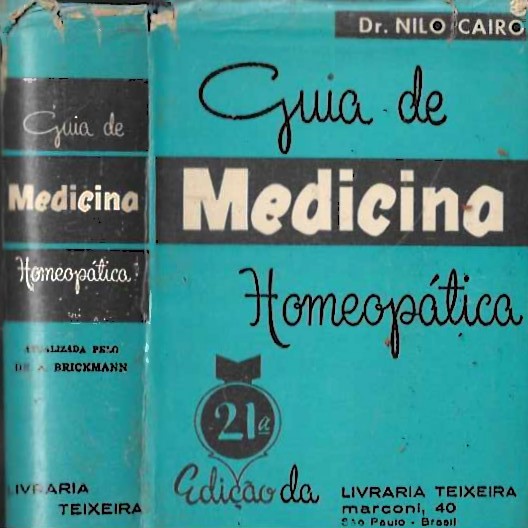 Guia de
Medicina
Homeopática
ATUALIZADA PELO
DR A. BRICKMANN
LIVRARIA
TEIXEIRA
Dr. NILO CAIRO
Guia de
Medicina
Homeopática
21a
Edição da
LIVRARIA TEIXEIRA
marconi, 40
São Paulo - Brasil